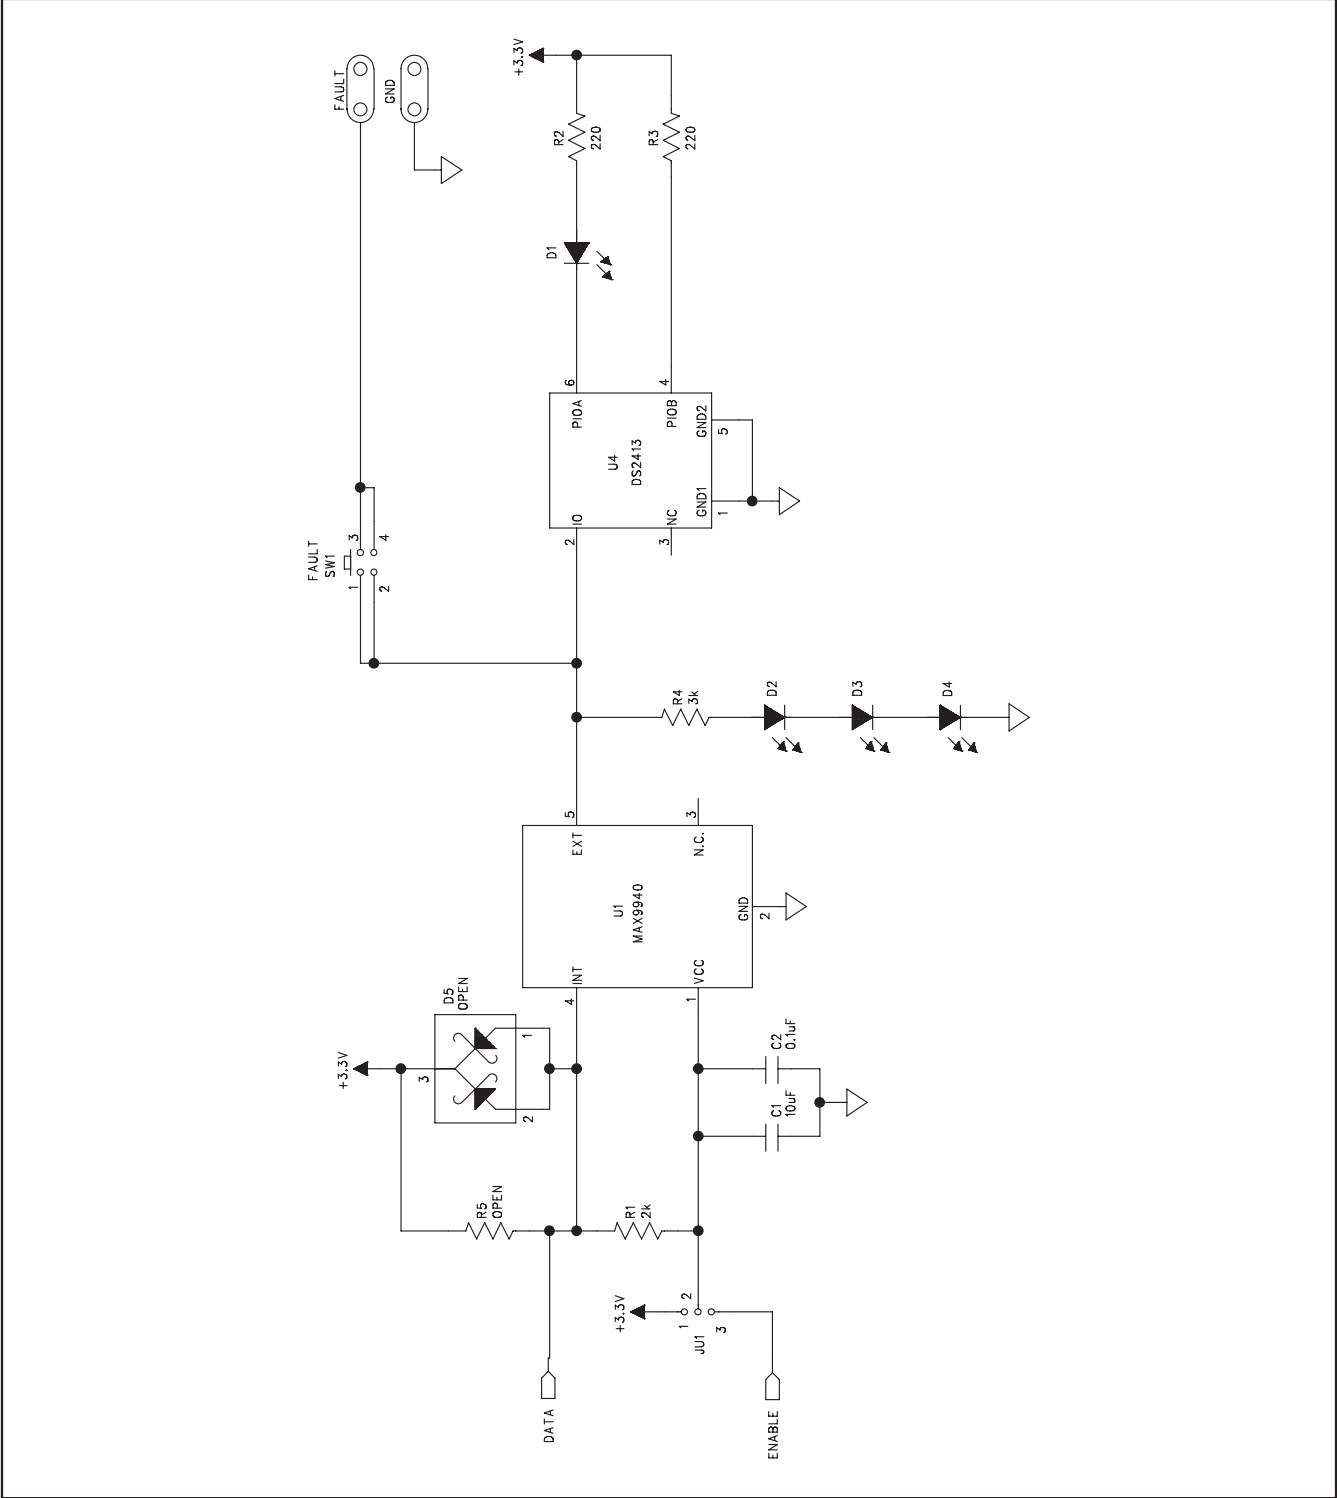 FAULT
GND
+3.3V
R2
220
R3
220
D1
6
4
PIOA
PIOB
GND2
5
U4
DS2413
GND1
1
IO
NC
2
3
FAULT
SW1
3
4
1
2
R4
3k
D2
D3
D4
5
3
EXT
N.C.
U1
MAX9940
GND
2
INT
VCC
4
1
D5
OPEN
1
2
3
+3.3V
C2
0.1uF
C1
10uF
R5
OPEN
R1
2k
+3.3V
1
2
3
JU1
DATA
ENABLE